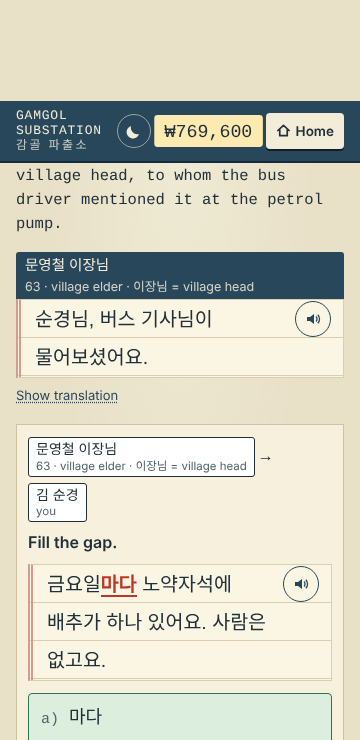 GAMGOL
SUBSTATION
감골 파출소
₩769,600
Home
village head, to whom the bus
driver mentioned it at the petrol
pump.
문영철 이장님
63 · village elder · 이장님 = village head
순경님, 버스 기사님이
물어보셨어요.
Show translation
문영철 이장님
63 · village elder · 이장님 = village head
→
김 순경
you
Fill the gap.
금요일마다 노약자석에
배추가 하나 있어요. 사람은
없고요.
a) 마다